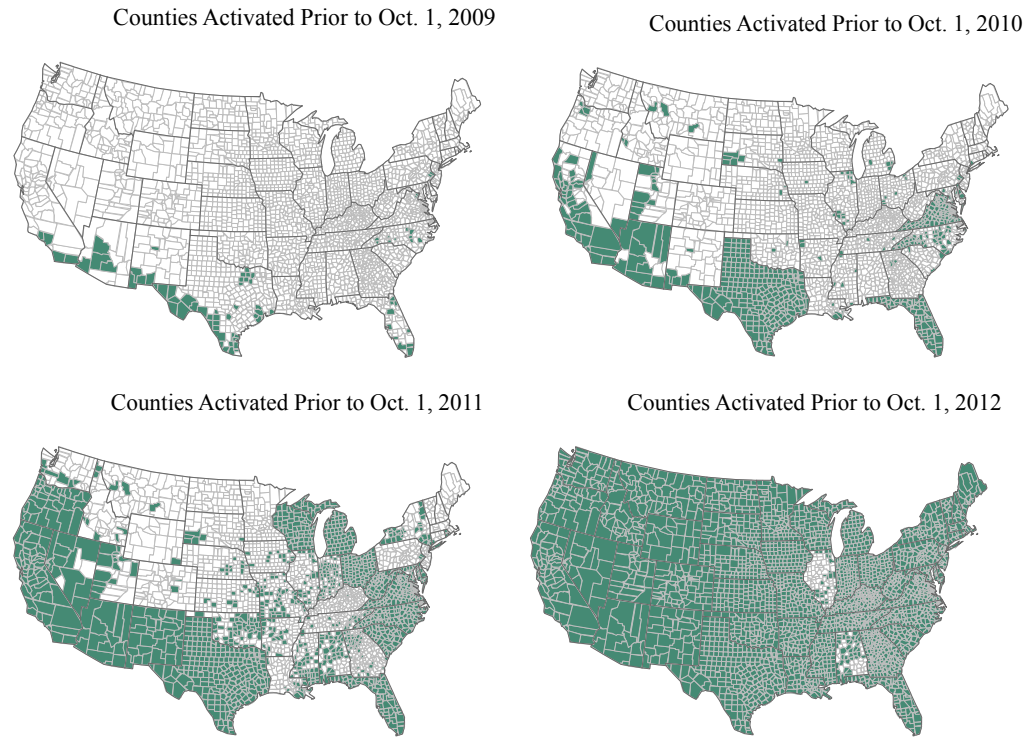 Counties Activated Prior to Oct. 1, 2009
Counties Activated Prior to Oct. 1, 2010
Counties Activated Prior to Oct. 1, 2011
Counties Activated Prior to Oct. 1, 2012